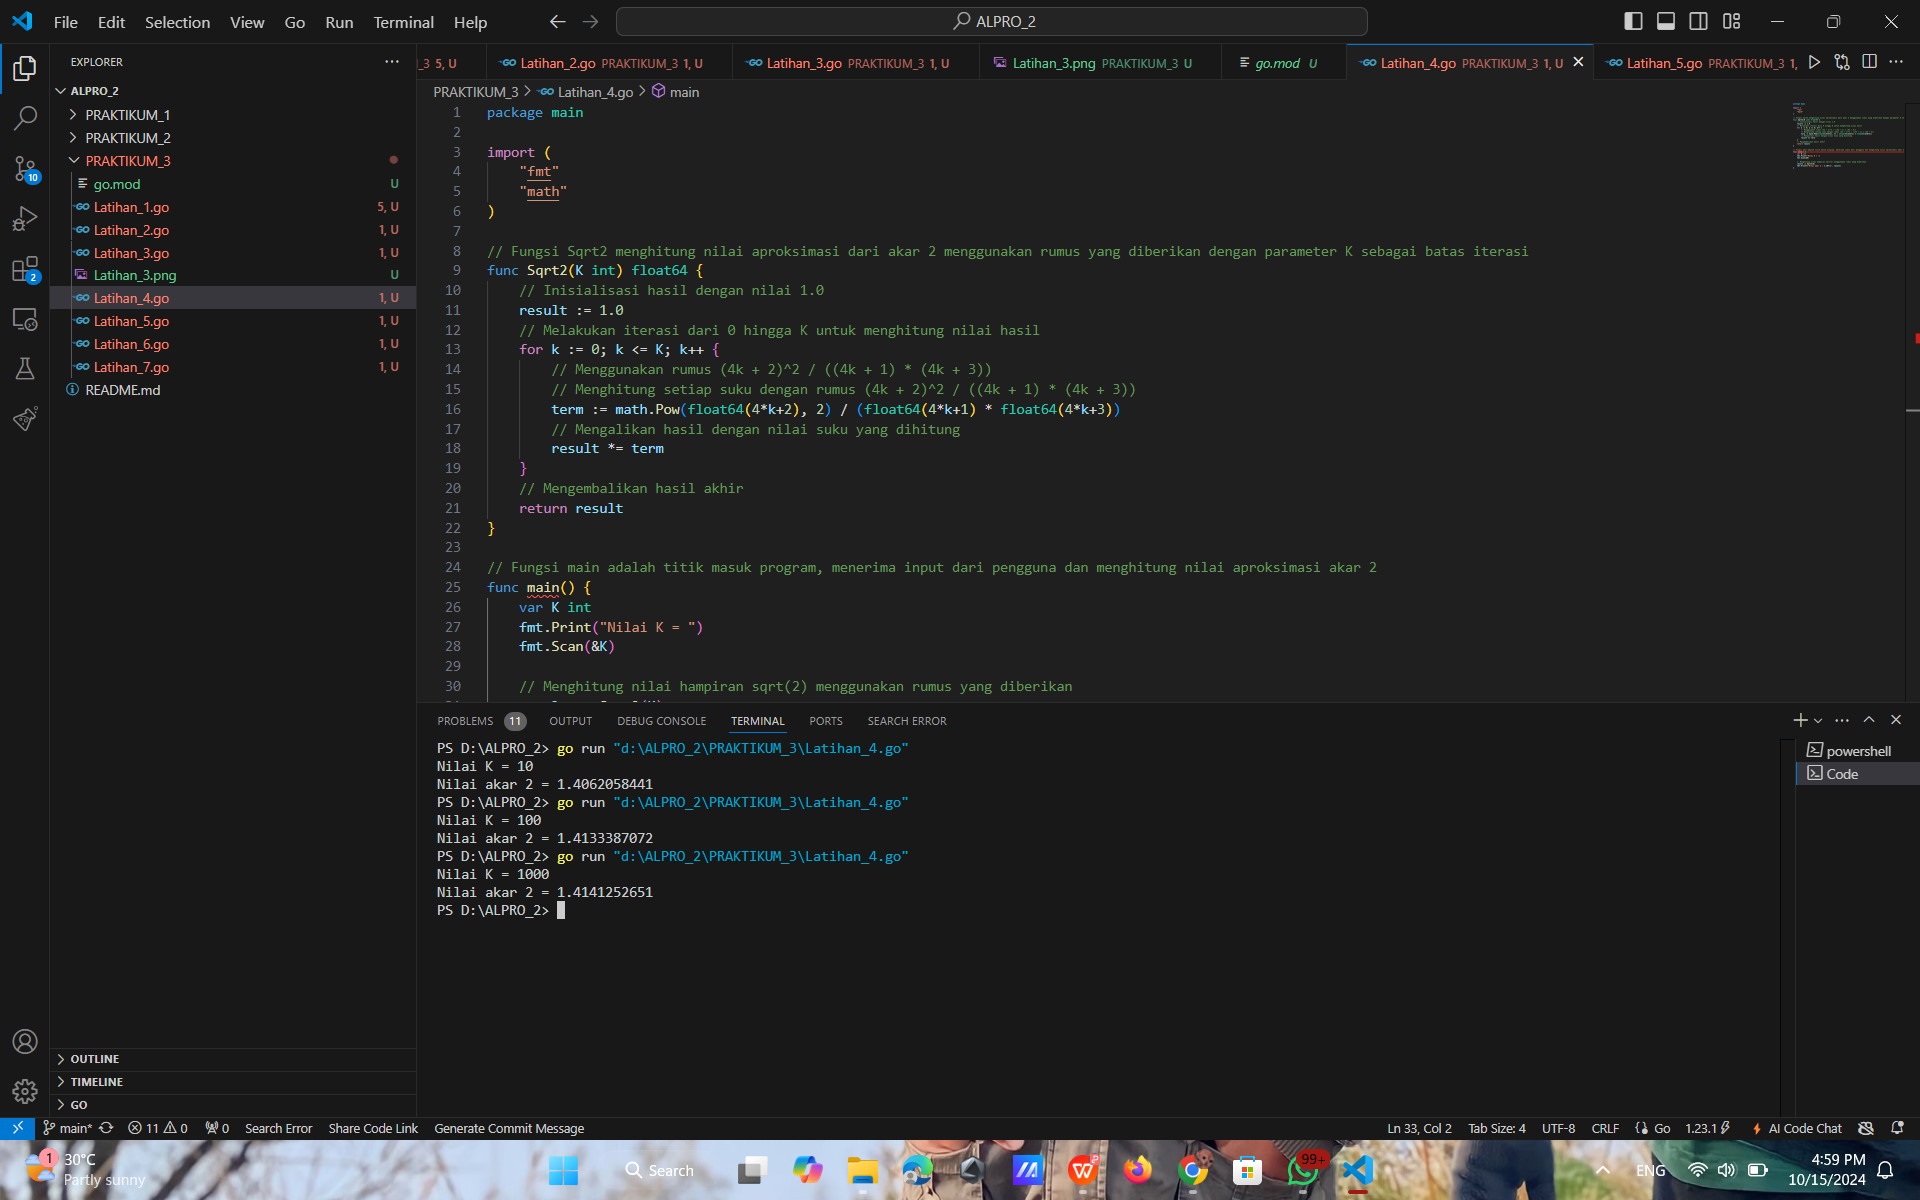 File Edit Selection View Go Run Terminal Help
ALPRO_2
EXPLORER
ALPRO_2
PRAKTIKUM_1
PRAKTIKUM_2
PRAKTIKUM_3
go.mod U
Latihan_1.go 5, U
Latihan_2.go 1, U
Latihan_3.go 1, U
Latihan_3.png U
Latihan_4.go 1, U
Latihan_5.go 1, U
Latihan_6.go 1, U
Latihan_7.go 1, U
README.md
OUTLINE
TIMELINE
GO
10
2
_3 5, U Latihan_2.go PRAKTIKUM_3 1, U Latihan_3.go PRAKTIKUM_3 1, U Latihan_3.png PRAKTIKUM_3 U go.mod U Latihan_4.go PRAKTIKUM_3 1, U Latihan_5.go PRAKTIKUM_3 1,
PRAKTIKUM_3 > Latihan_4.go > main
1 package main
2
3 import (
4 "fmt"
5 "math"
6 )
7
8 // Fungsi Sqrt2 menghitung nilai aproksimasi dari akar 2 menggunakan rumus yang diberikan dengan parameter K sebagai batas iterasi
9 func Sqrt2(K int) float64 {
10 // Inisialisasi hasil dengan nilai 1.0
11 result := 1.0
12 // Melakukan iterasi dari 0 hingga K untuk menghitung nilai hasil
13 for k := 0; k <= K; k++ {
14 // Menggunakan rumus (4k + 2)^2 / ((4k + 1) * (4k + 3))
15 // Menghitung setiap suku dengan rumus (4k + 2)^2 / ((4k + 1) * (4k + 3))
16 term := math.Pow(float64(4*k+2), 2) / (float64(4*k+1) * float64(4*k+3))
17 // Mengalikan hasil dengan nilai suku yang dihitung
18 result *= term
19 }
20 // Mengembalikan hasil akhir
21 return result
22 }
23
24 // Fungsi main adalah titik masuk program, menerima input dari pengguna dan menghitung nilai aproksimasi akar 2
25 func main() {
26 var K int
27 fmt.Print("Nilai K = ")
28 fmt.Scan(&K)
29
30 // Menghitung nilai hampiran sqrt(2) menggunakan rumus yang diberikan
PROBLEMS 11 OUTPUT DEBUG CONSOLE TERMINAL PORTS SEARCH ERROR
PS D:\ALPRO_2> go run "d:\ALPRO_2\PRAKTIKUM_3\Latihan_4.go"
Nilai K = 10
Nilai akar 2 = 1.4062058441
PS D:\ALPRO_2> go run "d:\ALPRO_2\PRAKTIKUM_3\Latihan_4.go"
Nilai K = 100
Nilai akar 2 = 1.4133387072
PS D:\ALPRO_2> go run "d:\ALPRO_2\PRAKTIKUM_3\Latihan_4.go"
Nilai K = 1000
Nilai akar 2 = 1.4141252651
PS D:\ALPRO_2>
powershell
Code
main* 11 0 0 Search Error Share Code Link Generate Commit Message Ln 33, Col 2 Tab Size: 4 UTF-8 CRLF Go 1.23.1 AI Code Chat
1 30°C
Partly sunny
Search
99+
ENG
4:59 PM
10/15/2024